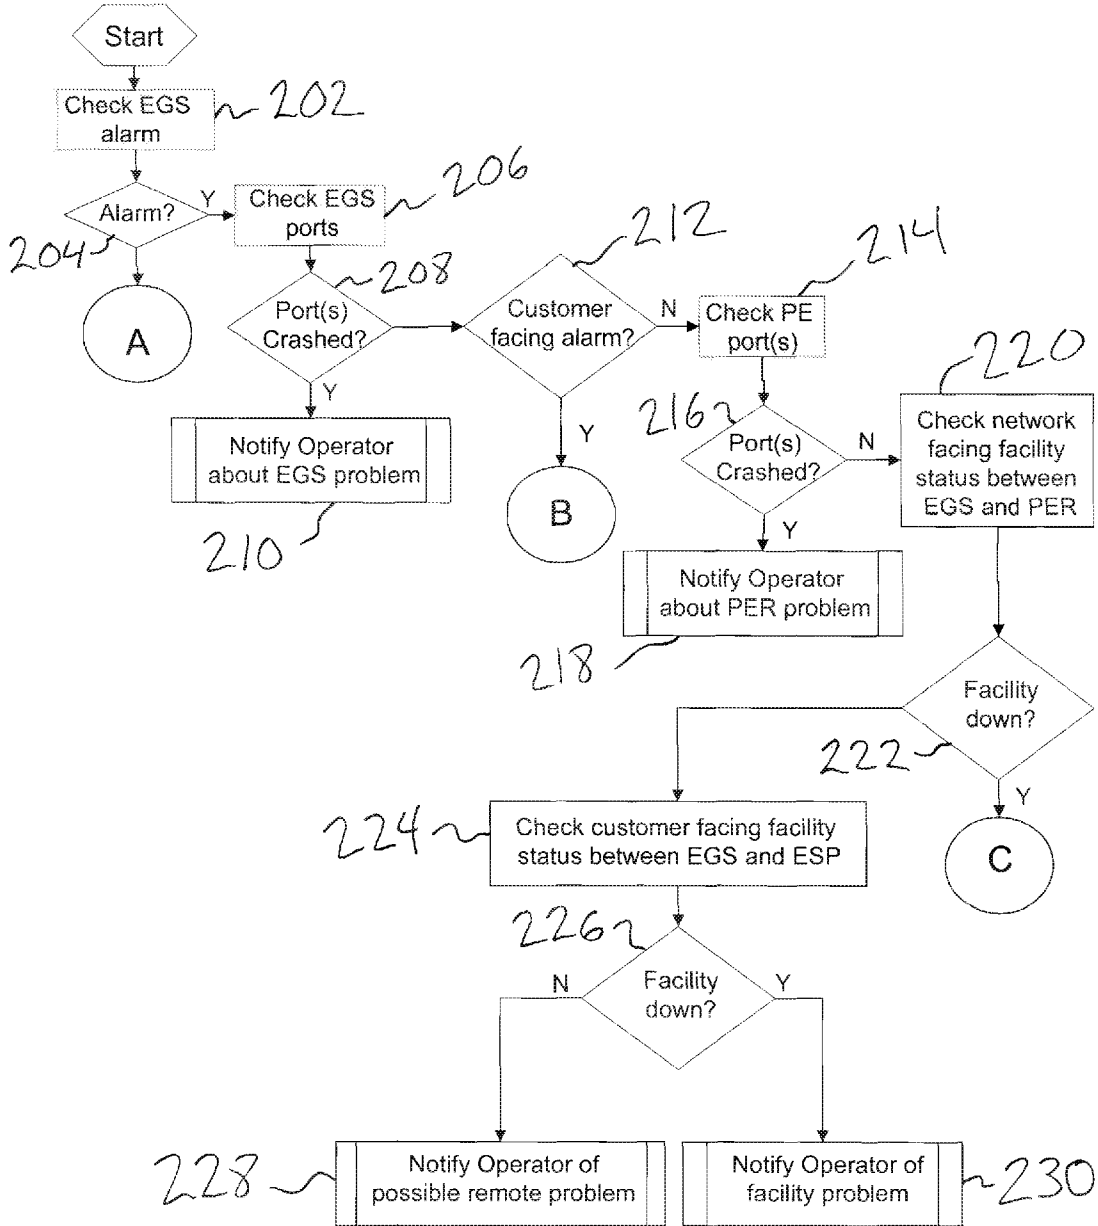 Start
Check EGS
alarm
202
Alarm?
Y
204
Check EGS
ports
206
A
Port(s)
Crashed?
208
Y
Notify Operator
about EGS problem
210
Customer
facing alarm?
212
N
Y
B
Check PE
port(s)
214
Port(s)
Crashed?
216
N
Y
Notify Operator
about PER problem
218
Check network
facing facility
status between
EGS and PER
220
Facility
down?
222
Y
C
Check customer facing facility
status between EGS and ESP
224
Facility
down?
226
N
Y
Notify Operator of
possible remote problem
228
Notify Operator of
facility problem
230